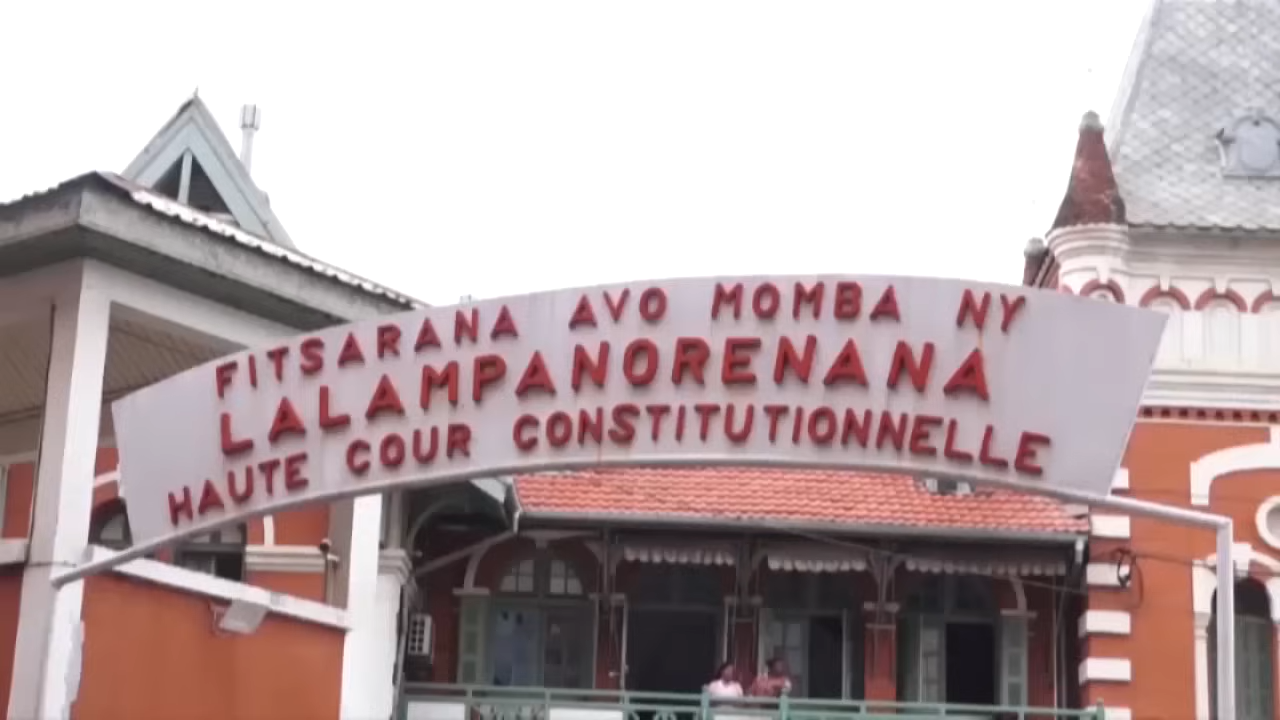 FITSARANA AVO MOMBA NY
LALAMPANORENANA
HAUTE COUR CONSTITUTIONNELLE